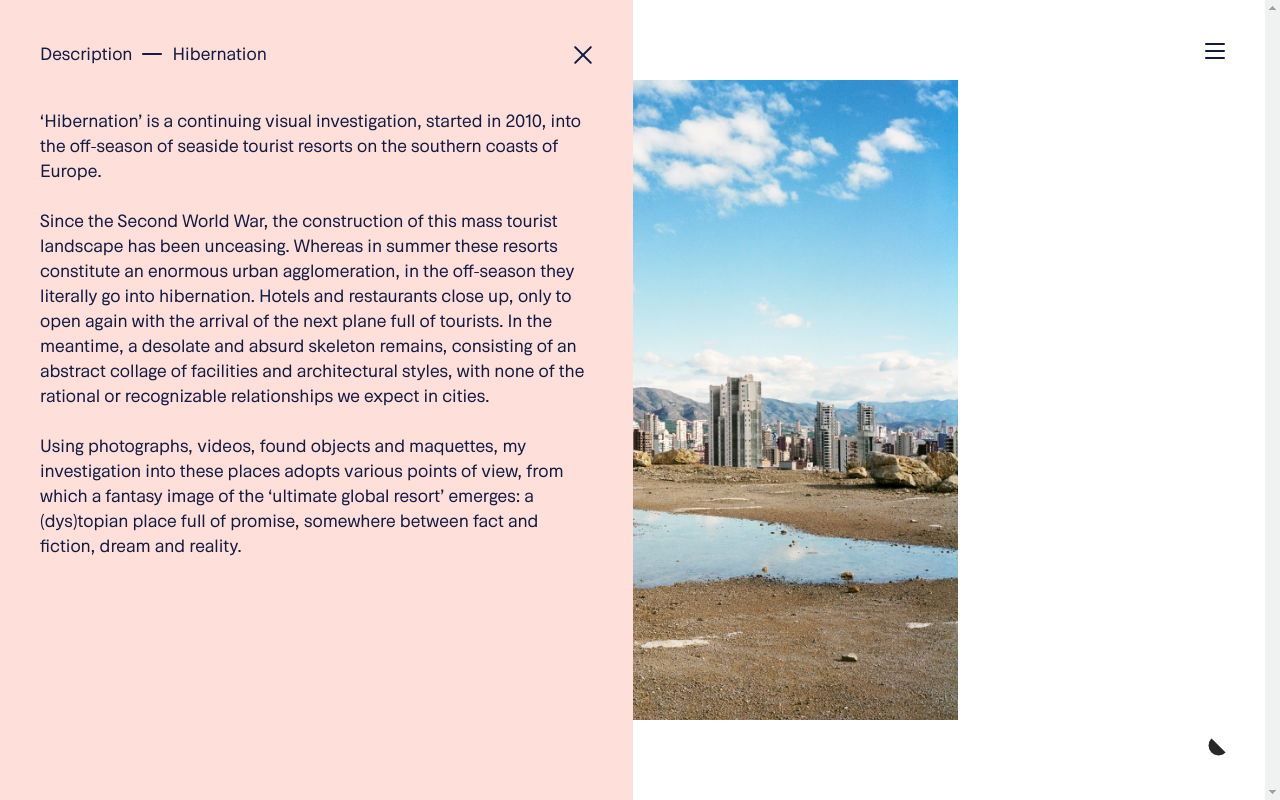 Description — Hibernation
‘Hibernation’ is a continuing visual investigation, started in 2010, into
the off-season of seaside tourist resorts on the southern coasts of
Europe.
Since the Second World War, the construction of this mass tourist
landscape has been unceasing. Whereas in summer these resorts
constitute an enormous urban agglomeration, in the off-season they
literally go into hibernation. Hotels and restaurants close up, only to
open again with the arrival of the next plane full of tourists. In the
meantime, a desolate and absurd skeleton remains, consisting of an
abstract collage of facilities and architectural styles, with none of the
rational or recognizable relationships we expect in cities.
Using photographs, videos, found objects and maquettes, my
investigation into these places adopts various points of view, from
which a fantasy image of the ‘ultimate global resort’ emerges: a
(dys)topian place full of promise, somewhere between fact and
fiction, dream and reality.